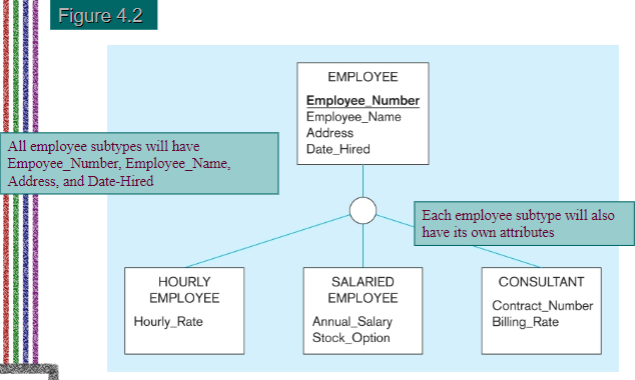 Figure 4.2
EMPLOYEE
Employee_Number
Employee_Name
Address
Date_Hired
All employee subtypes will have
Empoyee_Number, Employee_Name,
Address, and Date-Hired
Each employee subtype will also
have its own attributes
HOURLY
EMPLOYEE
Hourly_Rate
SALARIED
EMPLOYEE
Annual_Salary
Stock_Option
CONSULTANT
Contract_Number
Billing_Rate